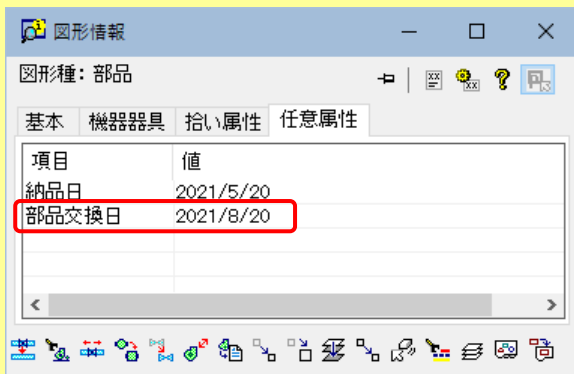 図形情報
図形種：部品
基本 機器器具 拾い属性 任意属性
項目 値
納品日 2021/5/20
部品交換日 2021/8/20